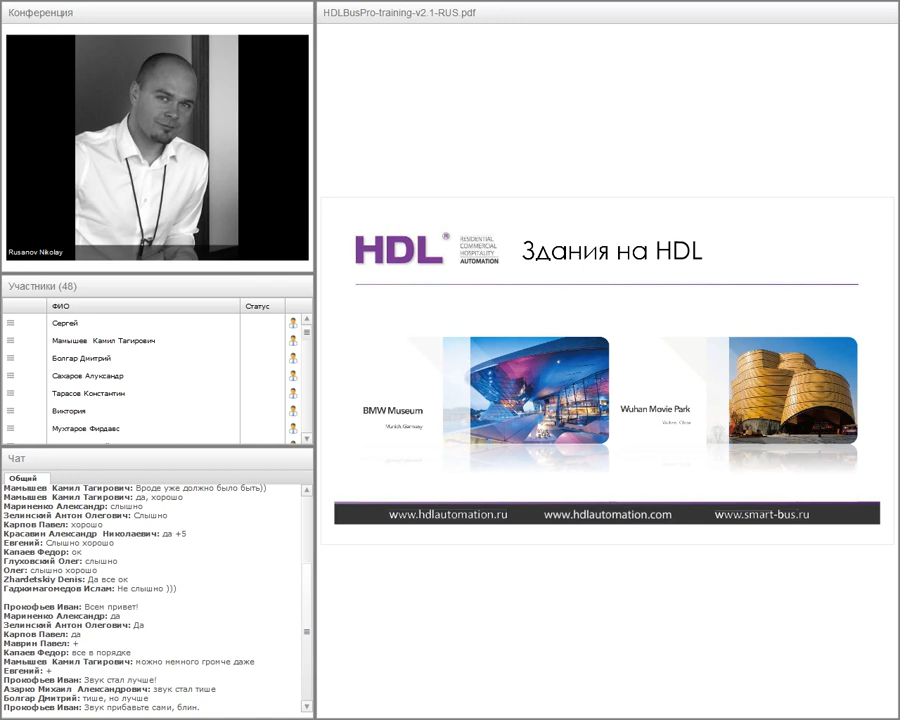 Конференция
Rusanov Nikolay
Участники (48)
ФИО
Статус
Сергей
Мамышев Камил Тагирович
Болгар Дмитрий
Сахаров Алуксандр
Тарасов Константин
Виктория
Мухтаров Фирдавс
Чат
Общий
Мамышев Камил Тагирович: Вроде уже должно было быть))
Мамышев Камил Тагирович: да, хорошо
Мариненко Александр: слышно
Зелинский Антон Олегович: Слышно
Карпов Павел: хорошо
Красавин Александр Николаевич: да +5
Евгений: Слышно хорошо
Капаев Федор: ок
Глуховский Олег: слышно
Олег: слышно хорошо
Zhardetskiy Denis: Да все ок
Гаджимагомедов Ислам: Не слышно )))
Прокофьев Иван: Всем привет!
Мариненко Александр: да
Зелинский Антон Олегович: Да
Карпов Павел: да
Маврин Павел: +
Капаев Федор: все в порядке
Мамышев Камил Тагирович: можно немного громче даже
Евгений: +
Прокофьев Иван: Звук стал лучше!
Азарко Михаил Александрович: звук стал тише
Болгар Дмитрий: тише, но лучше
Прокофьев Иван: Звук прибавьте сами, блин.
HDLBusPro-training-v2.1-RUS.pdf
HDL®
RESIDENTIAL
COMMERCIAL
HOSPITALITY
AUTOMATION
Здания на HDL
BMW Museum
Munich,Germany
Wuhan Movie Park
www.hdlautomation.ru
www.hdlautomation.com
www.smart-bus.ru